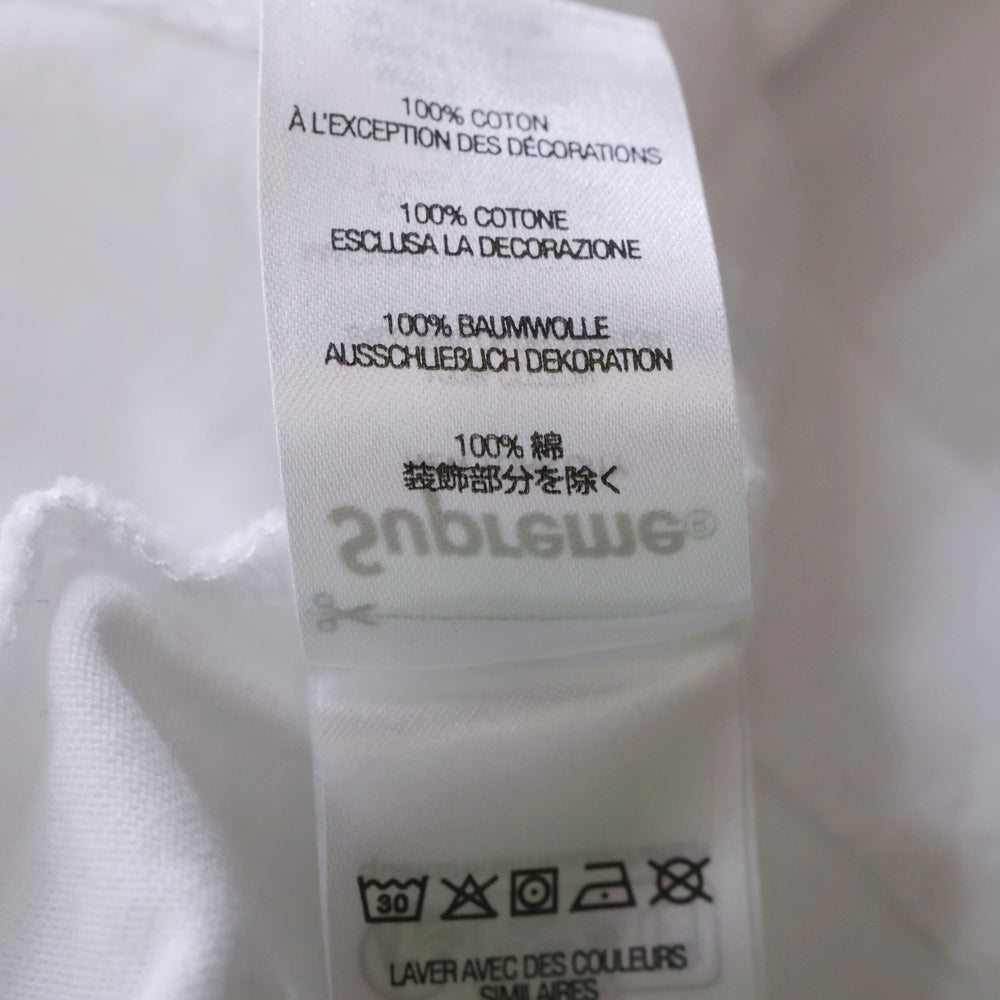 100% COTON
À L'EXCEPTION DES DÉCORATIONS
100% COTONE
ESCLUSA LA DECORAZIONE
100% BAUMWOLLE
AUSSCHLIEẞLICH DEKORATION
100% 綿
装飾部分を除く
Supreme®
30
LAVER AVEC DES COULEURS
SIMILAIRES